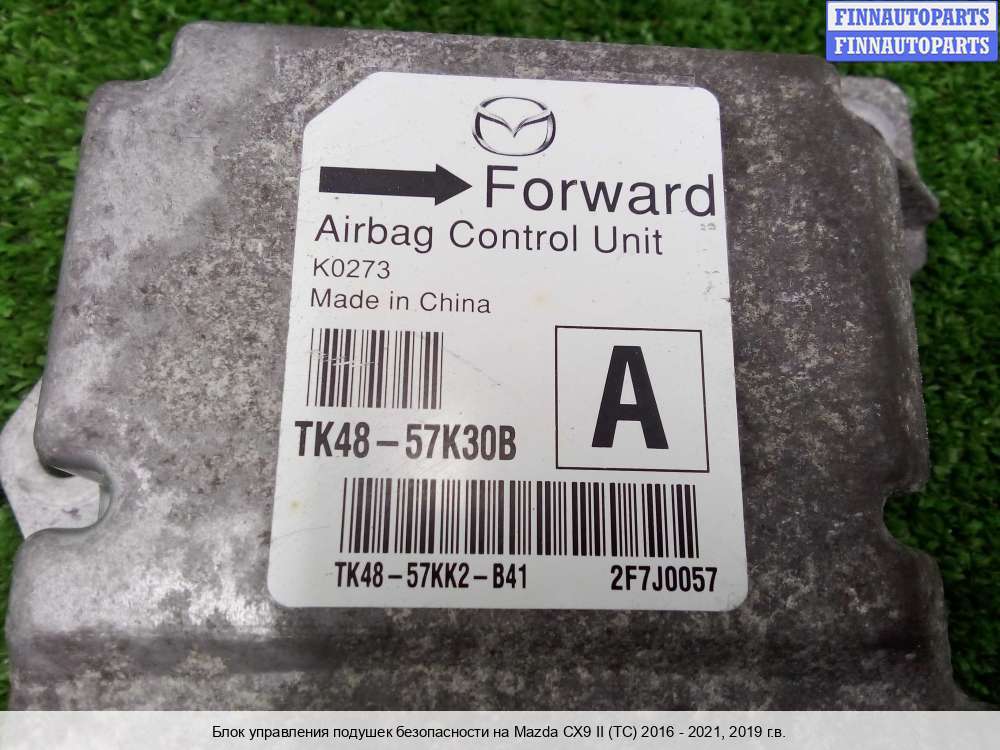 FINNAUTOPARTS
FINNAUTOPARTS
Forward
Airbag Control Unit
K0273
Made in China
A
TK48-57K30B
TK48-57KK2-B41 2F7J0057
Блок управления подушек безопасности на Mazda CX9 II (TC) 2016 - 2021, 2019 г.в.